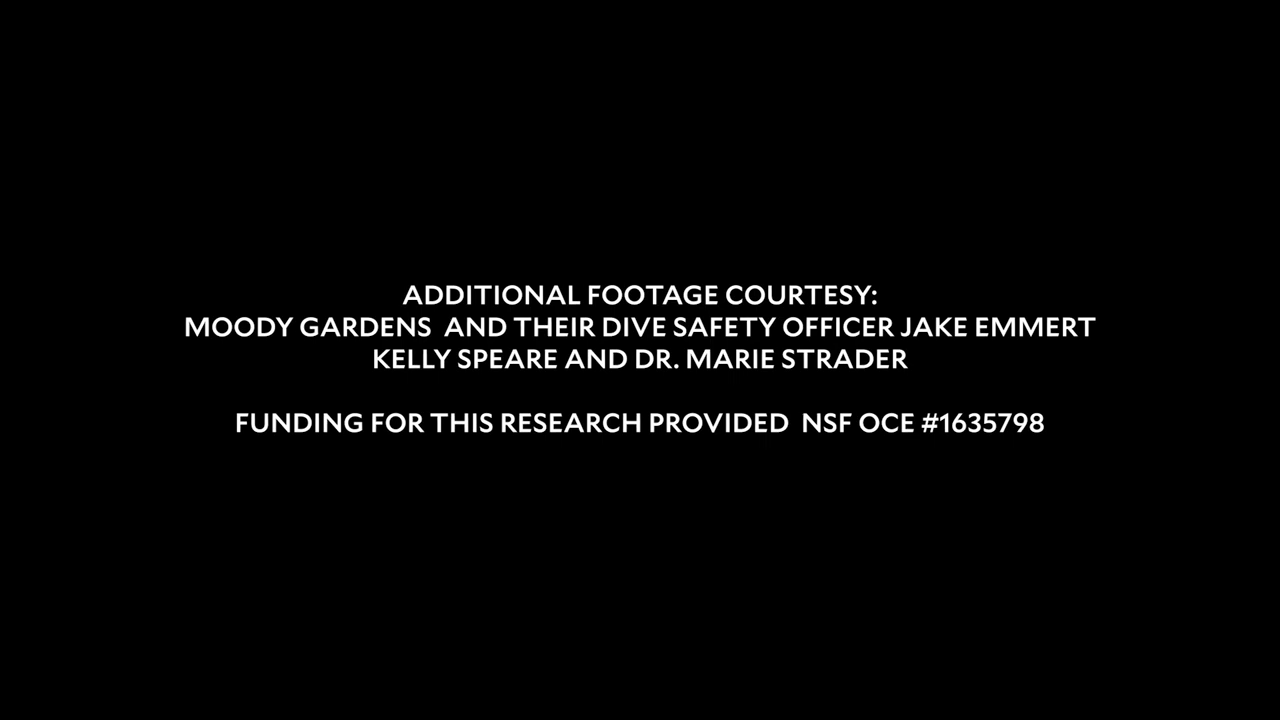 ADDITIONAL FOOTAGE COURTESY:
MOODY GARDENS  AND THEIR DIVE SAFETY OFFICER JAKE EMMERT
KELLY SPEARE AND DR. MARIE STRADER
FUNDING FOR THIS RESEARCH PROVIDED  NSF OCE #1635798